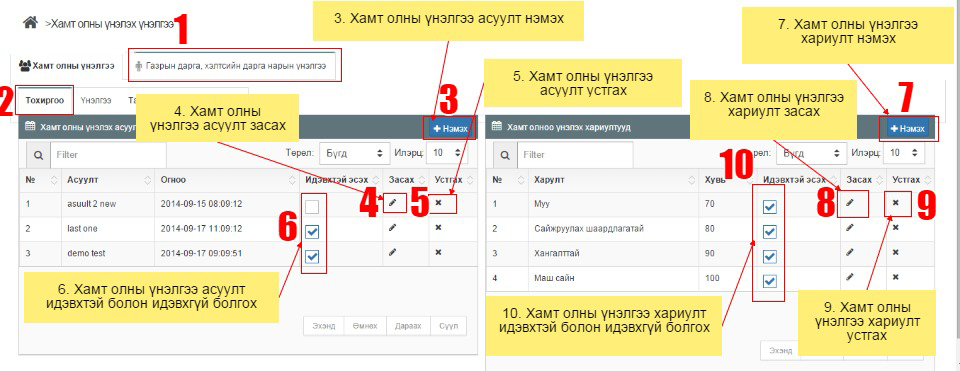 >Хамт олны үнэлэх үнэлгээ
1
3. Хамт олны үнэлгээ асуулт нэмэх
7. Хамт олны үнэлгээ
хариулт нэмэх
Хамт олны үнэлгээ
Газрын дарга, хэлтсийн дарга нарын үнэлгээ
5. Хамт олны үнэлгээ
асуулт устгах
2
Тохиргоо
Үнэлгээ
4. Хамт олны
үнэлгээ асуулт засах
3
8. Хамт олны үнэлгээ
хариулт засах
7
Хамт олны үнэлэх асуул
+ Нэмэх
Хамт олноо үнэлэх хариултууд
+ Нэмэх
Filter
Төрөл:
Бүгд
Илэрц:
10
Filter
төрөл:
Бүгд
Илэрц:
10
№
Асуулт
Огноо
Идэвхтэй эсэх
Засах
Устгах
№
Харулт
Хувь
10
Идэвхтэй эсэх
Засах
Устгах
1
asuult 2 new
2014-09-15 08:09:12
4
5
1
Муу
70
8
9
2
last one
2014-09-17 11:09:12
6
2
Сайжруулах шаардлагатай
80
3
demo test
2014-09-17 09:09:51
3
Хангалттай
90
4
Маш сайн
100
6. Хамт олны үнэлгээ асуулт
идэвхтэй болон идэвхгүй болгох
10. Хамт олны үнэлгээ хариулт
идэвхтэй болон идэвхгүй болгох
9. Хамт олны
үнэлгээ хариулт
устгах
Эхэнд
Өмнөх
Дараах
Сүүл
Эхэнд